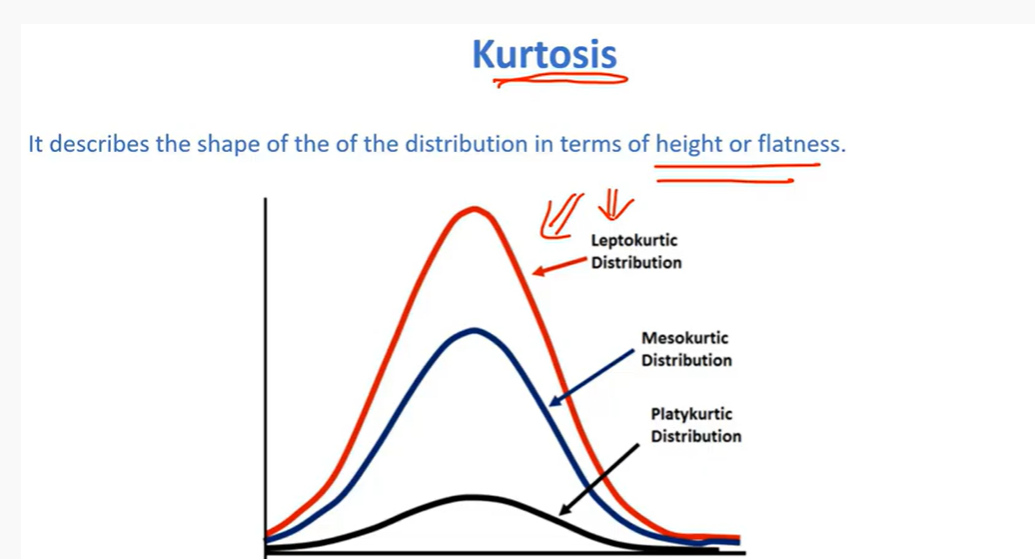 Kurtosis
It describes the shape of the of the distribution in terms of height or flatness.
Leptokurtic
Distribution
Mesokurtic
Distribution
Platykurtic
Distribution